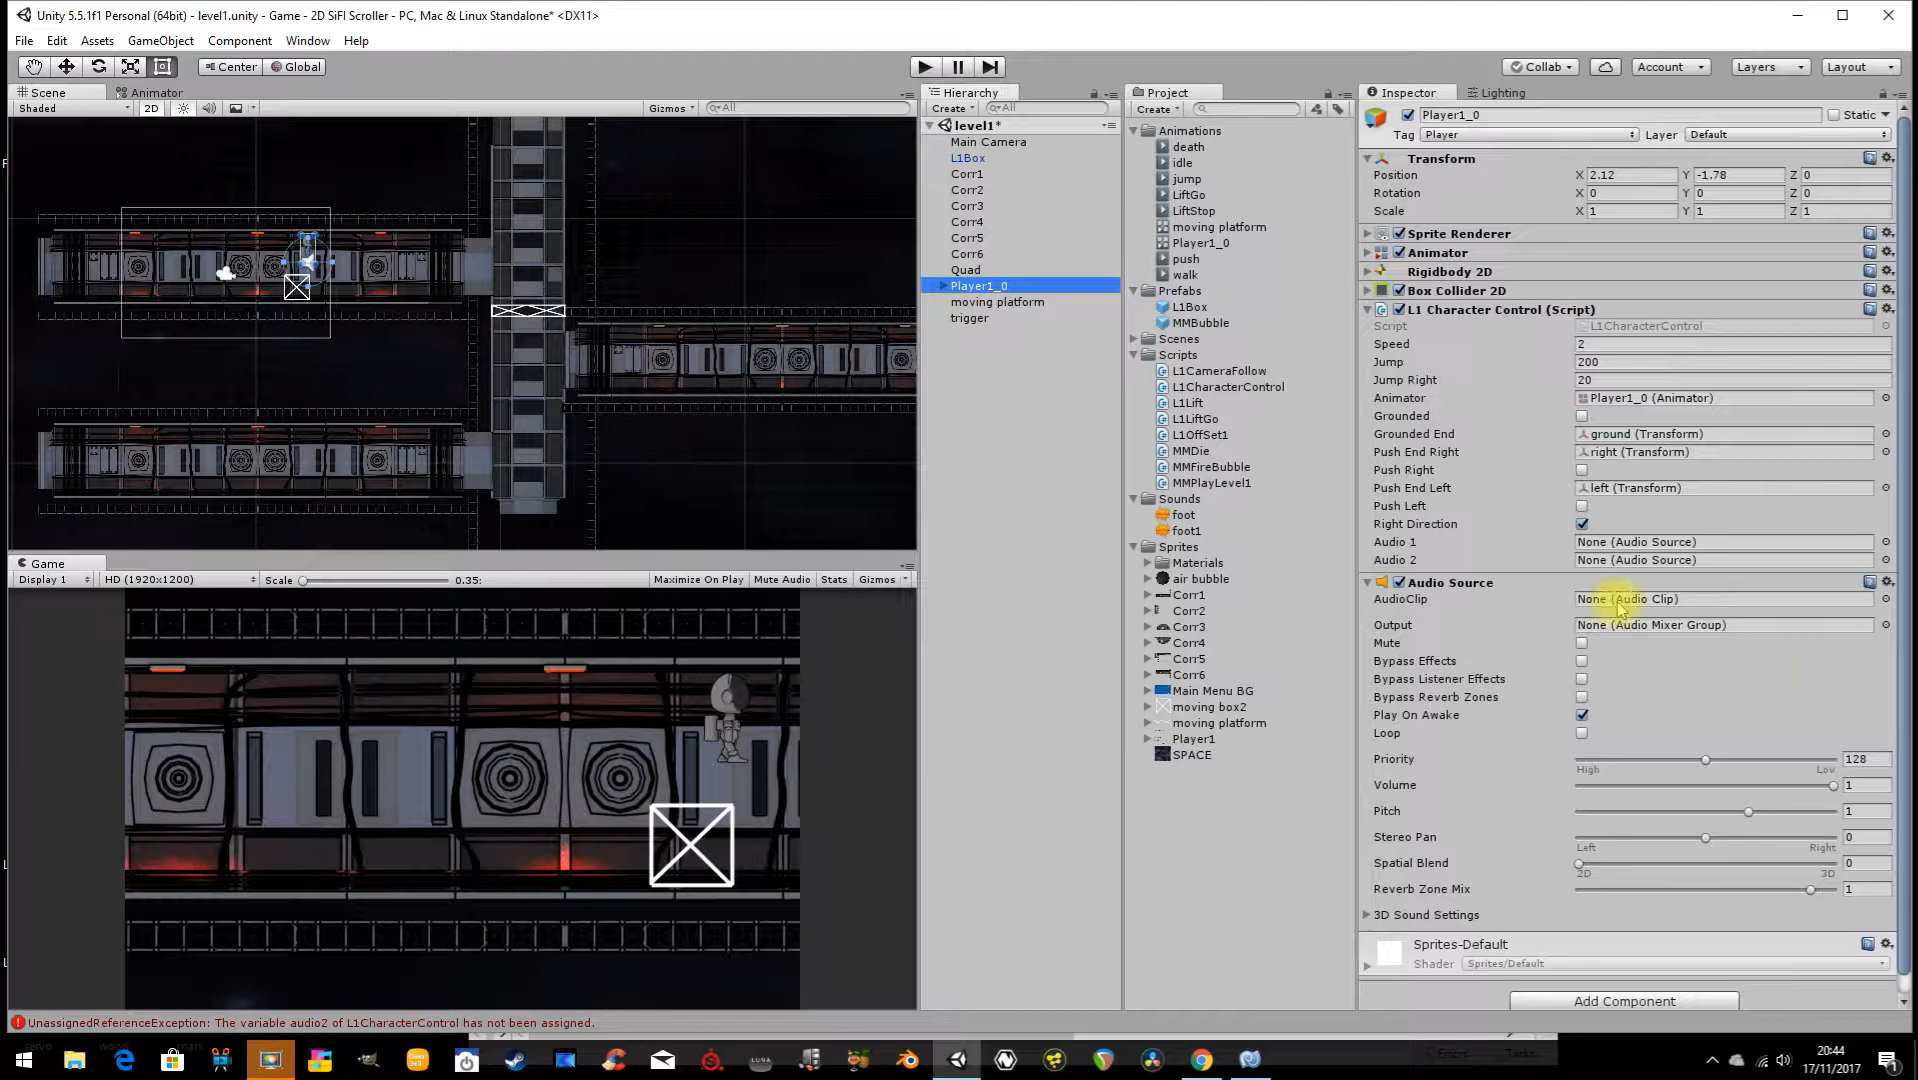 Unity 5.5.1f1 Personal (64bit) - level1.unity - Game - 2D SiFI Scroller - PC, Mac & Linux Standalone* <DX11>
File Edit Assets GameObject Component Window Help
Center Global Collab Account Layers Layout
Scene Animator
Shaded 2D Gizmos All
Game
Display 1 HD (1920x1200) Scale 0.35: Maximize On Play Mute Audio Stats Gizmos
Hierarchy
Create All
level1*
Main Camera
L1Box
Corr1
Corr2
Corr3
Corr4
Corr5
Corr6
Quad
Player1_0
moving platform
trigger
Project
Create
Animations
death
idle
jump
LiftGo
LiftStop
moving platform
Player1_0
push
walk
Prefabs
L1Box
MMBubble
Scenes
Scripts
L1CameraFollow
L1CharacterControl
L1Lift
L1LiftGo
L1OffSet1
MMDie
MMFireBubble
MMPlayLevel1
Sounds
foot
foot1
Sprites
Materials
air bubble
Corr1
Corr2
Corr3
Corr4
Corr5
Corr6
Main Menu BG
moving box2
moving platform
Player1
SPACE
Inspector Lighting
Player1_0 Static
Tag Player Layer Default
Transform
Position X 2.12 Y -1.78 Z 0
Rotation X 0 Y 0 Z 0
Scale X 1 Y 1 Z 1
Sprite Renderer
Animator
Rigidbody 2D
Box Collider 2D
L1 Character Control (Script)
Script L1CharacterControl
Speed 2
Jump 200
Jump Right 20
Animator Player1_0 (Animator)
Grounded
Grounded End ground (Transform)
Push End Right right (Transform)
Push Right
Push End Left left (Transform)
Push Left
Right Direction
Audio 1 None (Audio Source)
Audio 2 None (Audio Source)
Audio Source
AudioClip None (Audio Clip)
Output None (Audio Mixer Group)
Mute
Bypass Effects
Bypass Listener Effects
Bypass Reverb Zones
Play On Awake
Loop
Priority 128
High Low
Volume 1
Pitch 1
Stereo Pan 0
Left Right
Spatial Blend 0
2D 3D
Reverb Zone Mix 1
3D Sound Settings
Sprites-Default
Shader Sprites/Default
Add Component
UnassignedReferenceException: The variable audio2 of L1CharacterControl has not been assigned.
20:44
17/11/2017